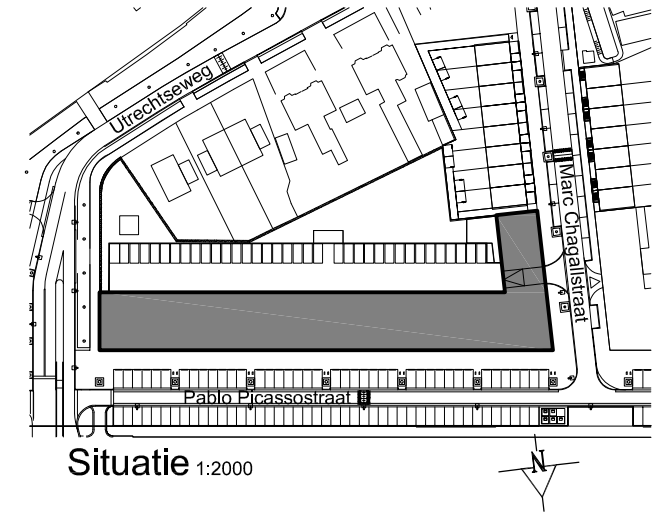 Utrechtseweg
Marc Chagallstraat
Pablo Picassostraat
Situatie 1:2000
N